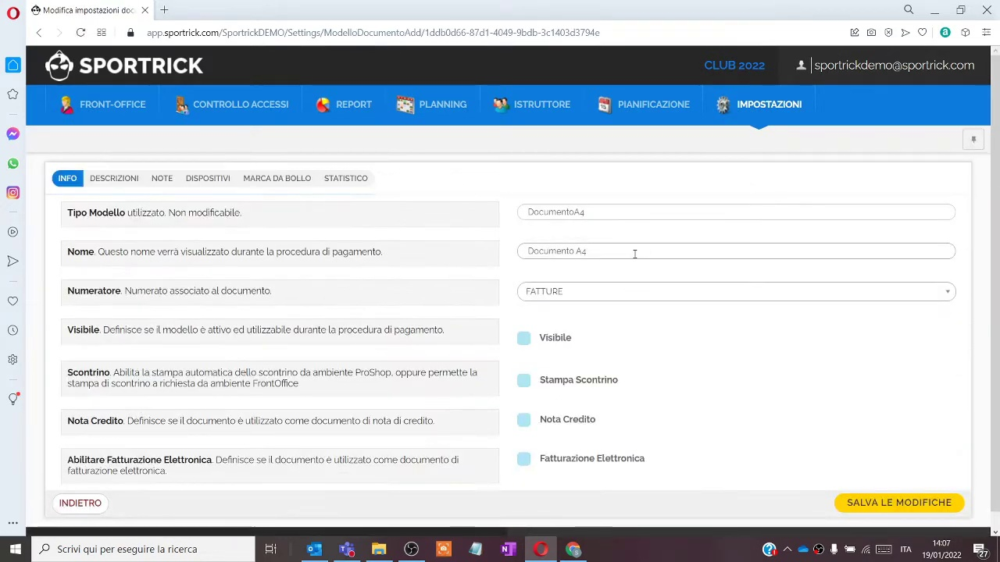 Modifica impostazioni doc
app.sportrick.com/SportrickDEMO/Settings/ModelloDocumentoAdd/1ddb0d66-87d1-4049-9bdb-3c1403d3794e
SPORTRICK
CLUB 2022
sportrickdemo@sportrick.com
FRONT-OFFICE
CONTROLLO ACCESSI
REPORT
PLANNING
ISTRUTTORE
PIANIFICAZIONE
IMPOSTAZIONI
INFO
DESCRIZIONI
NOTE
DISPOSITIVI
MARCA DA BOLLO
STATISTICO
Tipo Modello utilizzato. Non modificabile.
DocumentoA4
Nome. Questo nome verrà visualizzato durante la procedura di pagamento.
Documento A4
Numeratore. Numerato associato al documento.
FATTURE
Visibile. Definisce se il modello è attivo ed utilizzabile durante la procedura di pagamento.
Visibile
Scontrino. Abilita la stampa automatica dello scontrino da ambiente ProShop, oppure permette la
stampa di scontrino a richiesta da ambiente FrontOffice
Stampa Scontrino
Nota Credito. Definisce se il documento è utilizzato come documento di nota di credito.
Nota Credito
Abilitare Fatturazione Elettronica. Definisce se il documento è utilizzato come documento di
fatturazione elettronica.
Fatturazione Elettronica
INDIETRO
SALVA LE MODIFICHE
Scrivi qui per eseguire la ricerca
ITA
14:07
19/01/2022
27